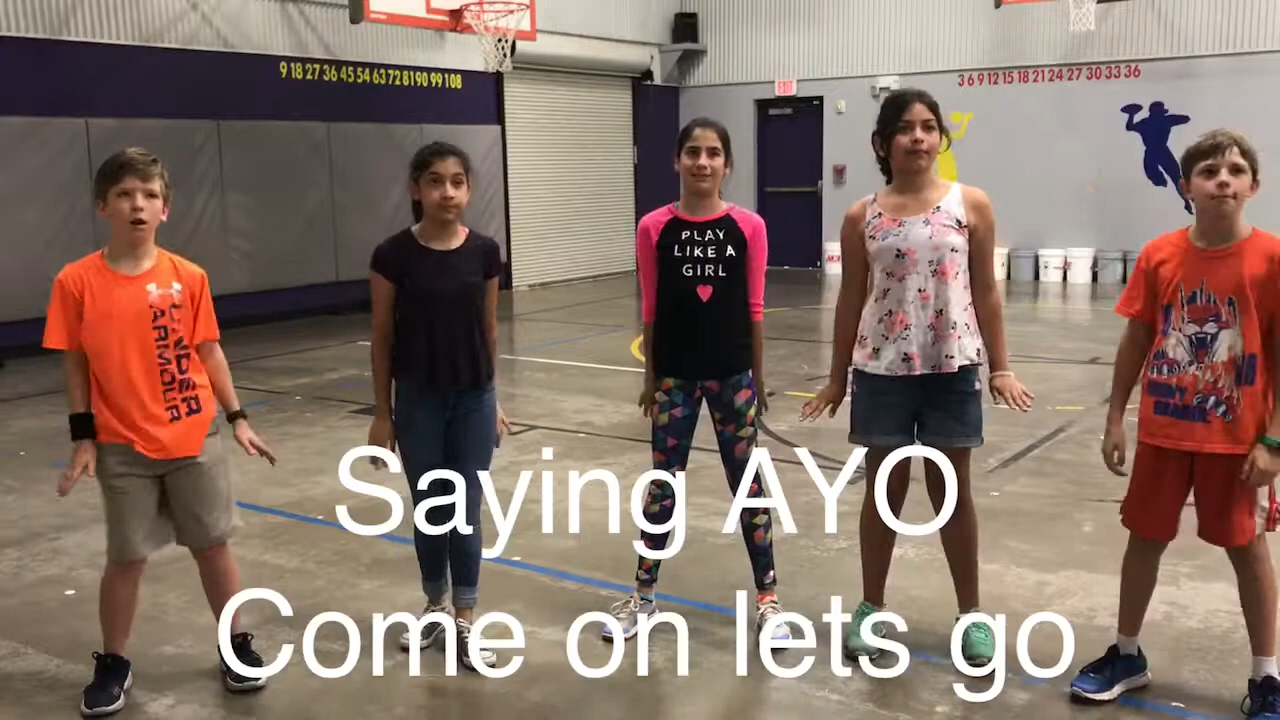 9 18 27 36 45 54 63 72 81 90 99 108
3 6 9 12 15 18 21 24 27 30 33 36
EXIT
PLAY
LIKE A
GIRL
UNDER
ARMOUR
Saying AYO
Come on lets go